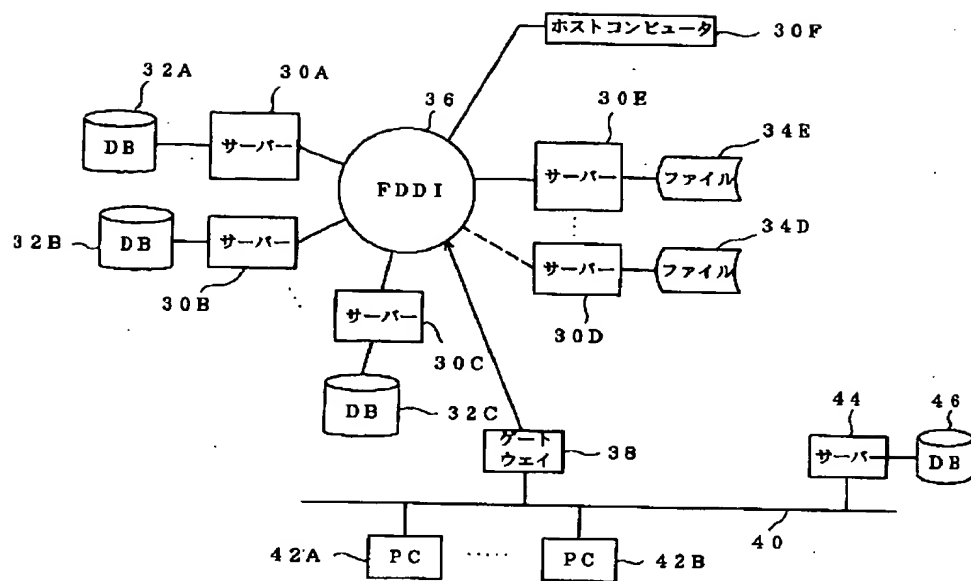 ホストコンピュータ
30F
32A
30A
36
30E
34E
DB
サーバー
サーバー
ファイル
FDDI
32B
DB
サーバー
34D
サーバー
ファイル
30B
サーバー
30C
30D
DB
32C
44
46
ゲート
ウェイ
38
サーバー
DB
40
42A
PC
PC
42B